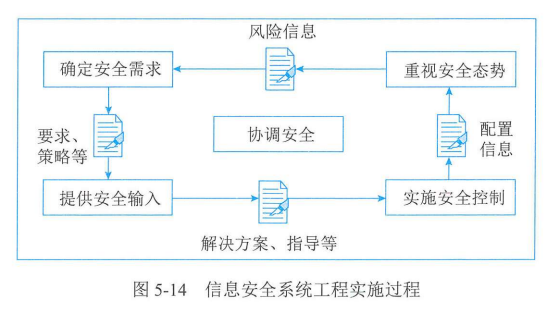 风险信息
确定安全需求
重视安全态势
要求、
策略等
协调安全
配置
信息
提供安全输入
实施安全控制
解决方案、指导等
图 5-14 信息安全系统工程实施过程